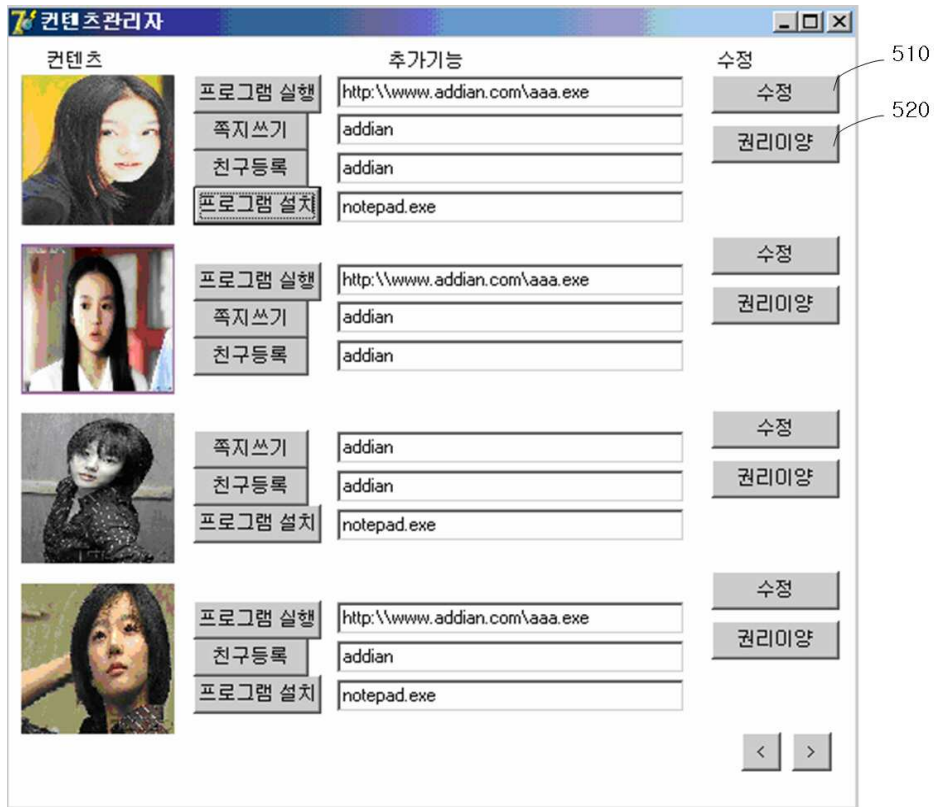 컨텐츠관리자
컨텐츠 추가기능 수정
프로그램 실행 http:\\www.addian.com\aaa.exe 수정 510
쪽지쓰기 addian 권리이양 520
친구등록 addian
프로그램 설치 notepad.exe
수정
프로그램 실행 http:\\www.addian.com\aaa.exe
쪽지쓰기 addian 권리이양
친구등록 addian
수정
쪽지쓰기 addian
친구등록 addian 권리이양
프로그램 설치 notepad.exe
수정
프로그램 실행 http:\\www.addian.com\aaa.exe
친구등록 addian 권리이양
프로그램 설치 notepad.exe
< >